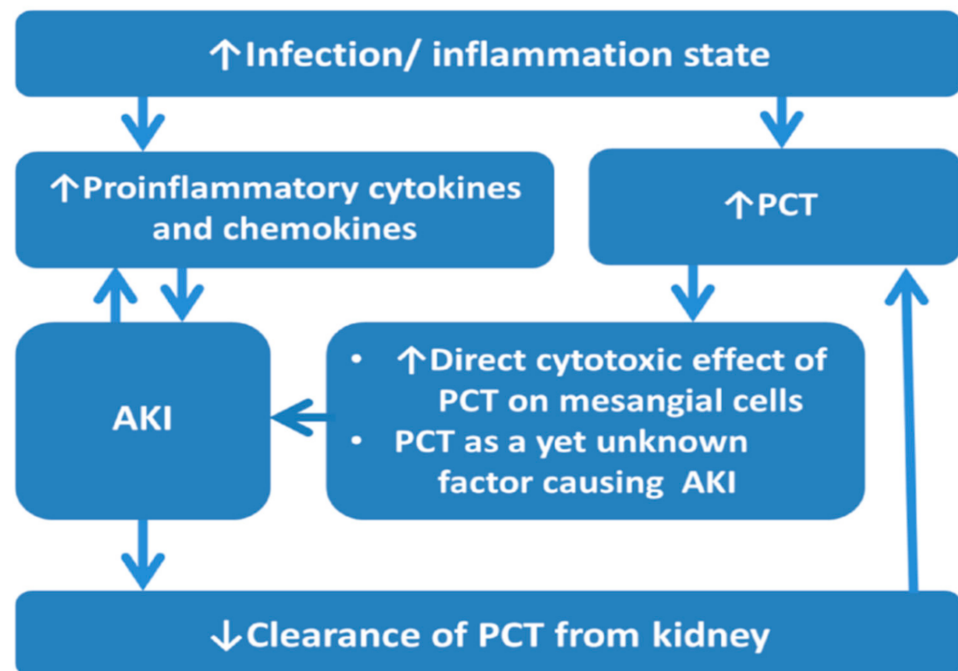 ↑Infection/ inflammation state
↑Proinflammatory cytokines
and chemokines
↑PCT
AKI
• ↑Direct cytotoxic effect of
PCT on mesangial cells
• PCT as a yet unknown
factor causing AKI
↓Clearance of PCT from kidney